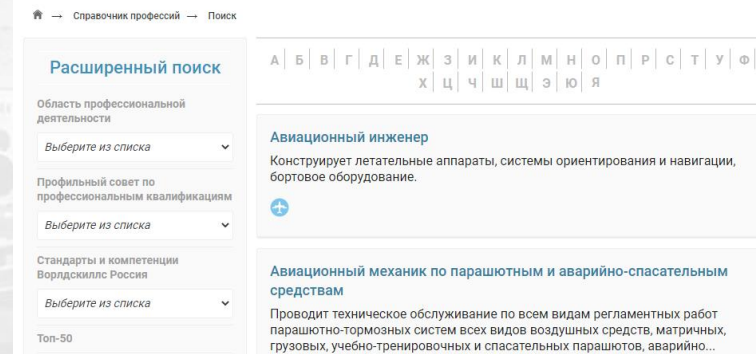 Справочник профессий → Поиск
Расширенный поиск
Область профессиональной
деятельности
Выберите из списка
Профильный совет по
профессиональным квалификациям
Выберите из списка
Стандарты и компетенции
Ворлдскиллс Россия
Выберите из списка
Топ-50
А Б В Г Д Е Ж З И К Л М Н О П Р С Т У Ф
Х Ц Ч Ш Щ Э Ю Я
Авиационный инженер
Конструирует летательные аппараты, системы ориентирования и навигации,
бортовое оборудование.
Авиационный механик по парашютным и аварийно-спасательным
средствам
Проводит техническое обслуживание по всем видам регламентных работ
парашютно-тормозных систем всех видов воздушных средств, матричных,
грузовых, учебно-тренировочных и спасательных парашютов, аварийно...